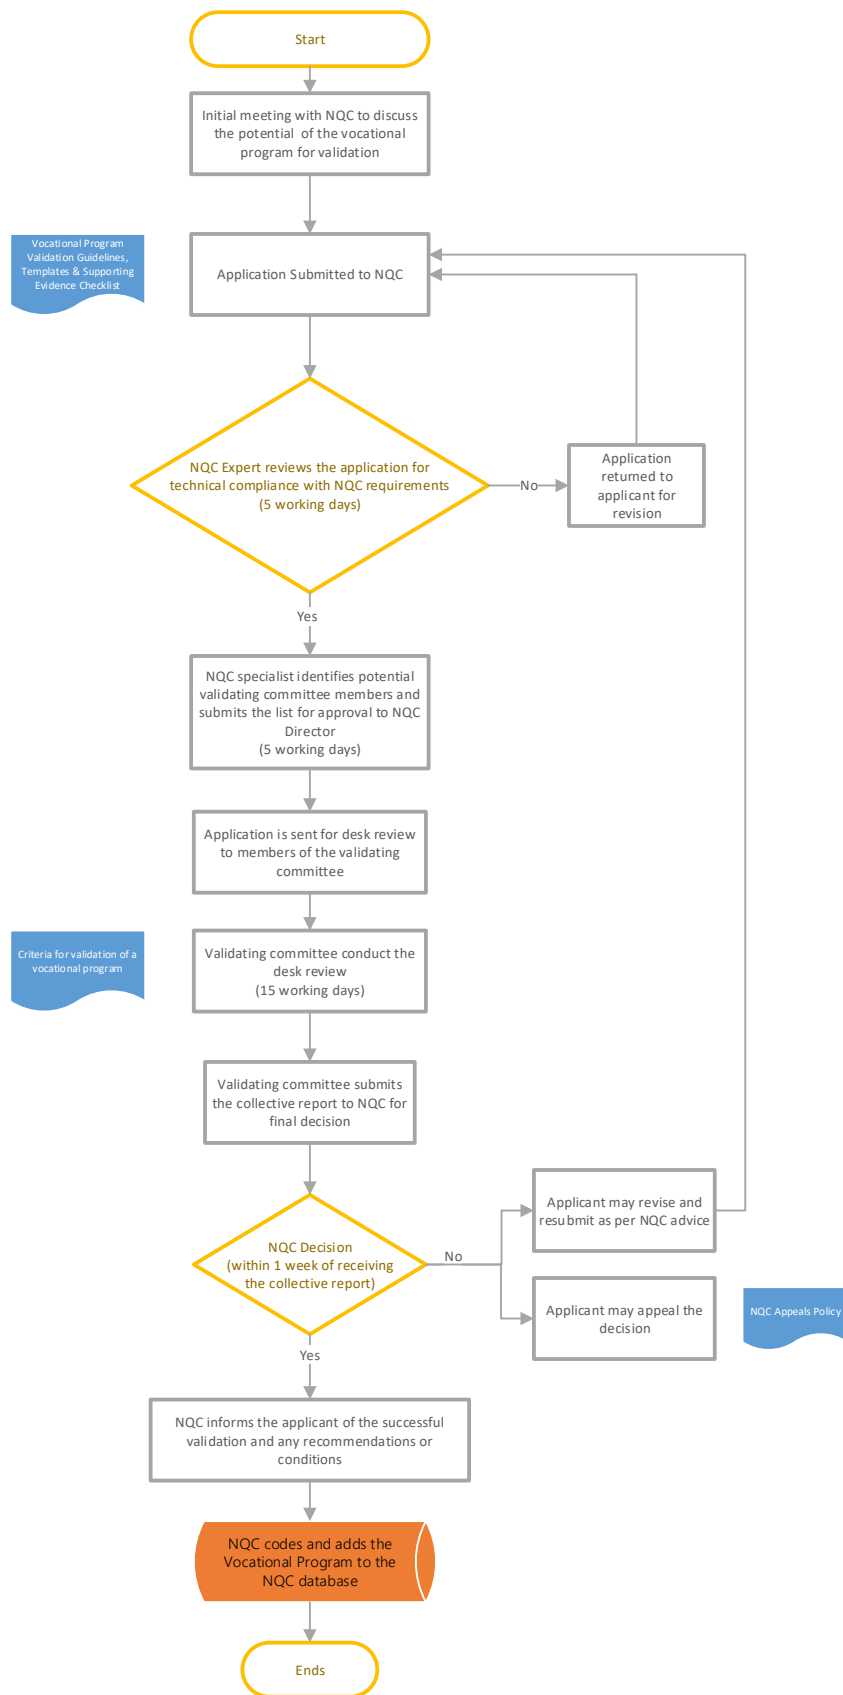 Start
Initial meeting with NQC to discuss
the potential of the vocational
program for validation
Vocational Program
Validation Guidelines,
Templates & Supporting
Evidence Checklist
Application Submitted to NQC
NQC Expert reviews the application for
technical compliance with NQC requirements
(5 working days)
No
Application
returned to
applicant for
revision
Yes
NQC specialist identifies potential
validating committee members and
submits the list for approval to NQC
Director
(5 working days)
Application is sent for desk review
to members of the validating
committee
Criteria for validation of a
vocational program
Validating committee conduct the
desk review
(15 working days)
Validating committee submits
the collective report to NQC for
final decision
NQC Decision
(within 1 week of receiving
the collective report)
No
Applicant may revise and
resubmit as per NQC advice
Applicant may appeal the
decision
NQC Appeals Policy
Yes
NQC informs the applicant of the successful
validation and any recommendations or
conditions
NQC codes and adds the
Vocational Program to the
NQC database
Ends